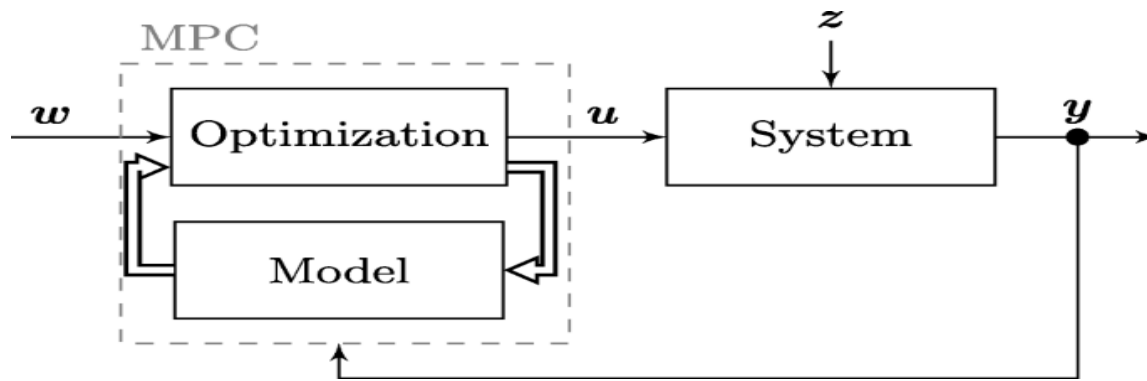 MPC
z
w
Optimization
u
System
y
Model